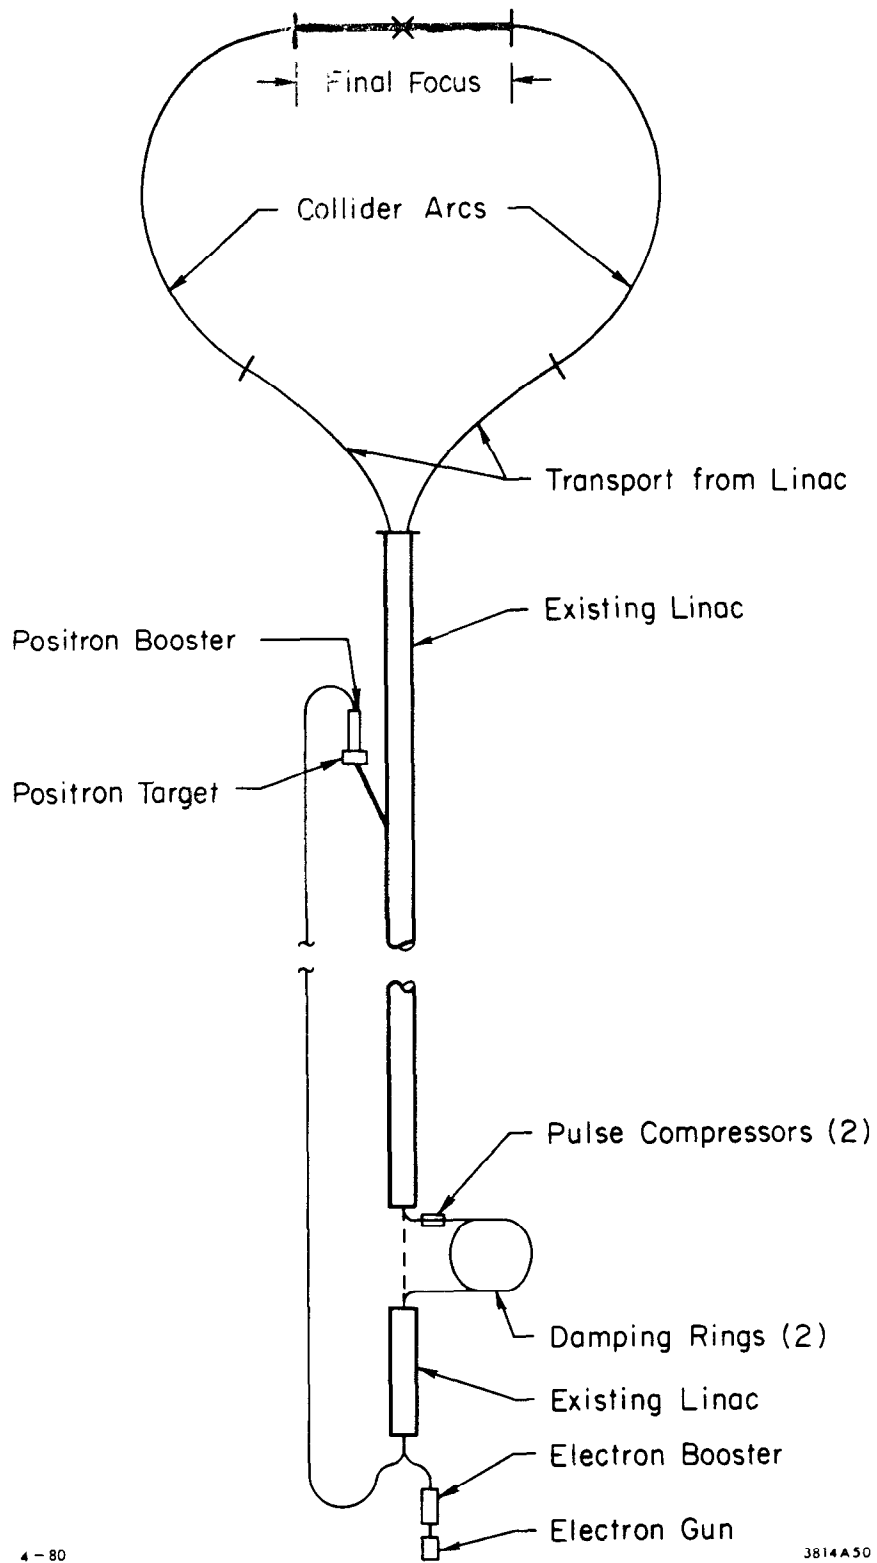 Final Focus
Collider Arcs
Transport from Linac
Existing Linac
Positron Booster
Positron Target
Pulse Compressors (2)
Damping Rings (2)
Existing Linac
Electron Booster
Electron Gun
4-80
3814A50